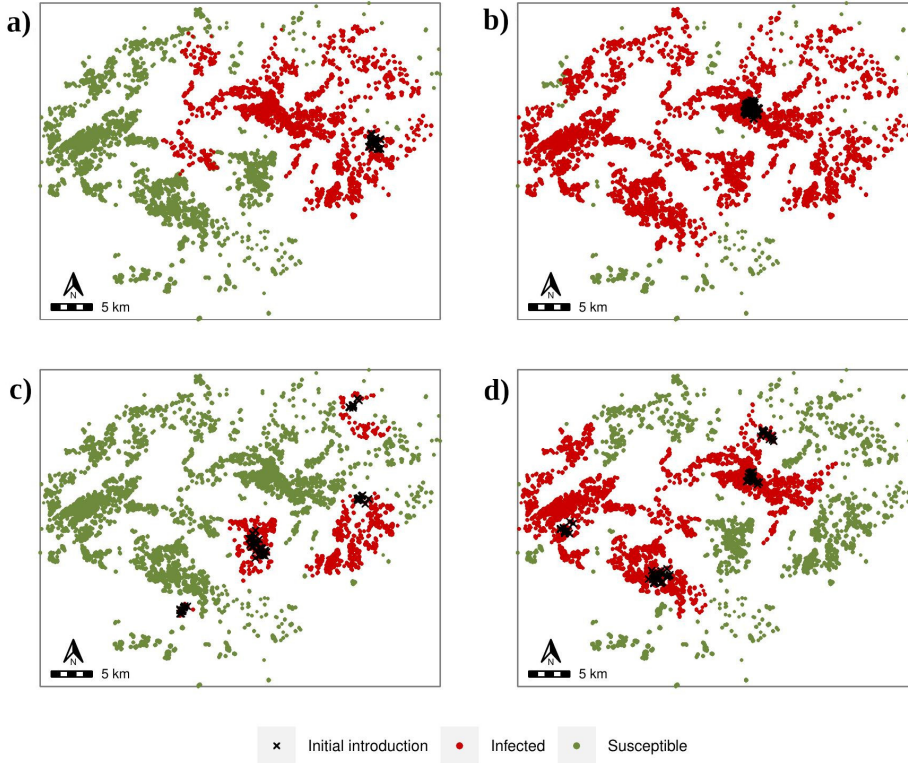 a)
N
5 km
b)
N
5 km
c)
N
5 km
d)
N
5 km
Initial introduction
Infected
Susceptible